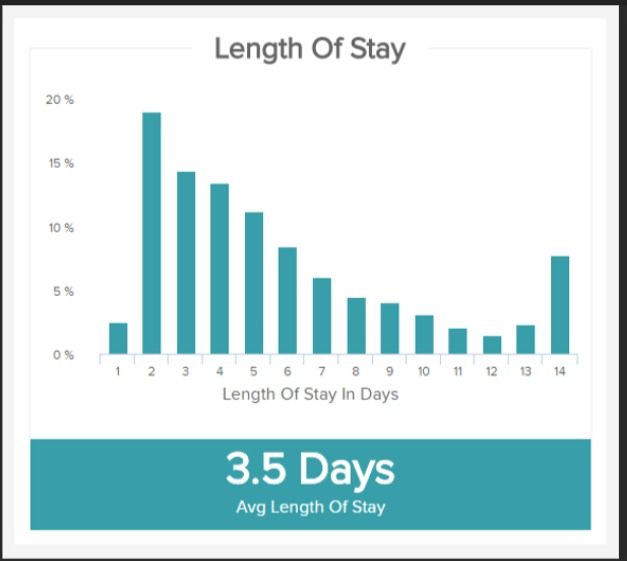 Length Of Stay
20 %
15 %
10 %
5 %
0 %
1 2 3 4 5 6 7 8 9 10 11 12 13 14
Length Of Stay In Days
3.5 Days
Avg Length Of Stay